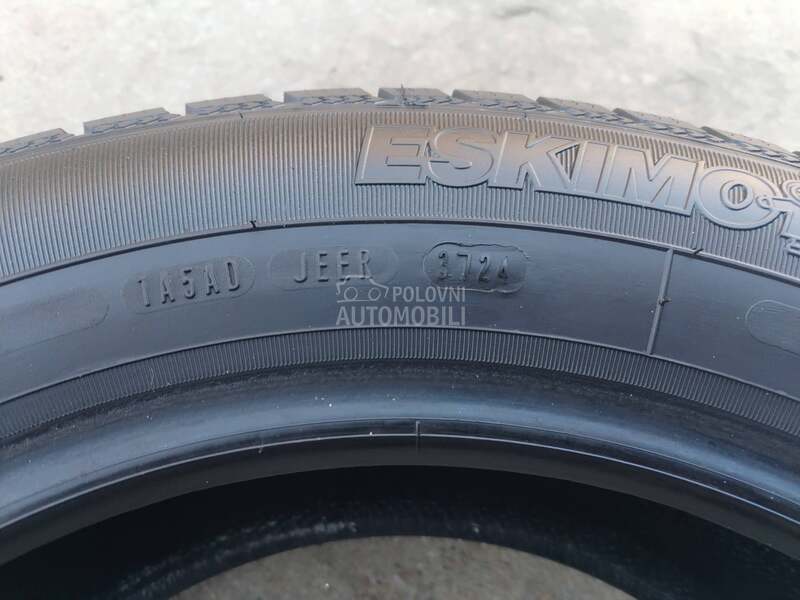 ESKIMO
1A5AD JEER 3724
POLOVNI
AUTOMOBILI